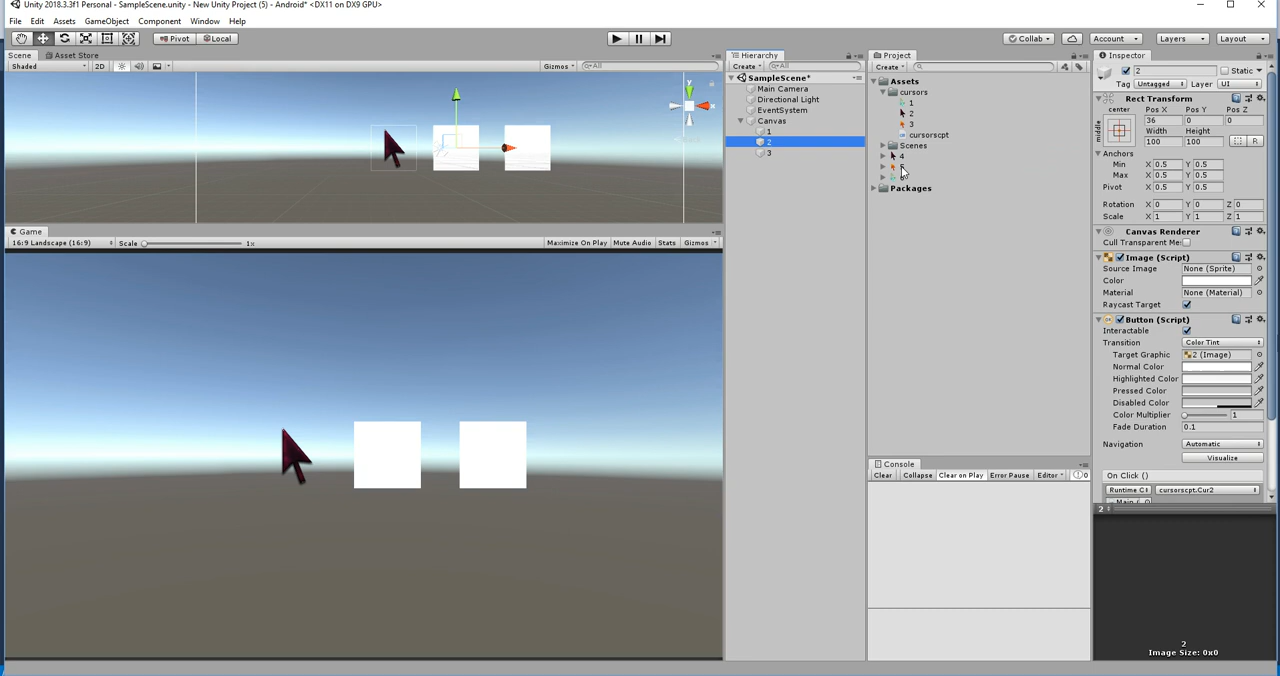 Unity 2018.3.3f1 Personal - SampleScene.unity - New Unity Project (5) - Android* <DX11 on DX9 GPU>
File Edit Assets GameObject Component Window Help
Pivot Local Collab Account Layers Layout
Scene Asset Store
Shaded 2D Gizmos All
y
x
Game
16:9 Landscape (16:9) Scale 1x Maximize On Play Mute Audio Stats Gizmos
Hierarchy
Create All
SampleScene*
Main Camera
Directional Light
EventSystem
Canvas
1
2
3
Project
Create
Assets
cursors
1
2
3
cursorscpt
Scenes
4
Packages
Console
Clear Collapse Clear on Play Error Pause Editor 0
Inspector
2 Static
Tag Untagged Layer UI
Rect Transform
center Pos X Pos Y Pos Z
middle 36 0 0
Width Height
100 100 R
Anchors
Min X 0.5 Y 0.5
Max X 0.5 Y 0.5
Pivot X 0.5 Y 0.5
Rotation X 0 Y 0 Z 0
Scale X 1 Y 1 Z 1
Canvas Renderer
Cull Transparent Me:
Image (Script)
Source Image None (Sprite)
Color
Material None (Material)
Raycast Target
Button (Script)
Interactable
Transition Color Tint
Target Graphic 2 (Image)
Normal Color
Highlighted Color
Pressed Color
Disabled Color
Color Multiplier 1
Fade Duration 0.1
Navigation Automatic
Visualize
On Click ()
Runtime C cursorscpt.Cur2
2
2
Image Size: 0x0